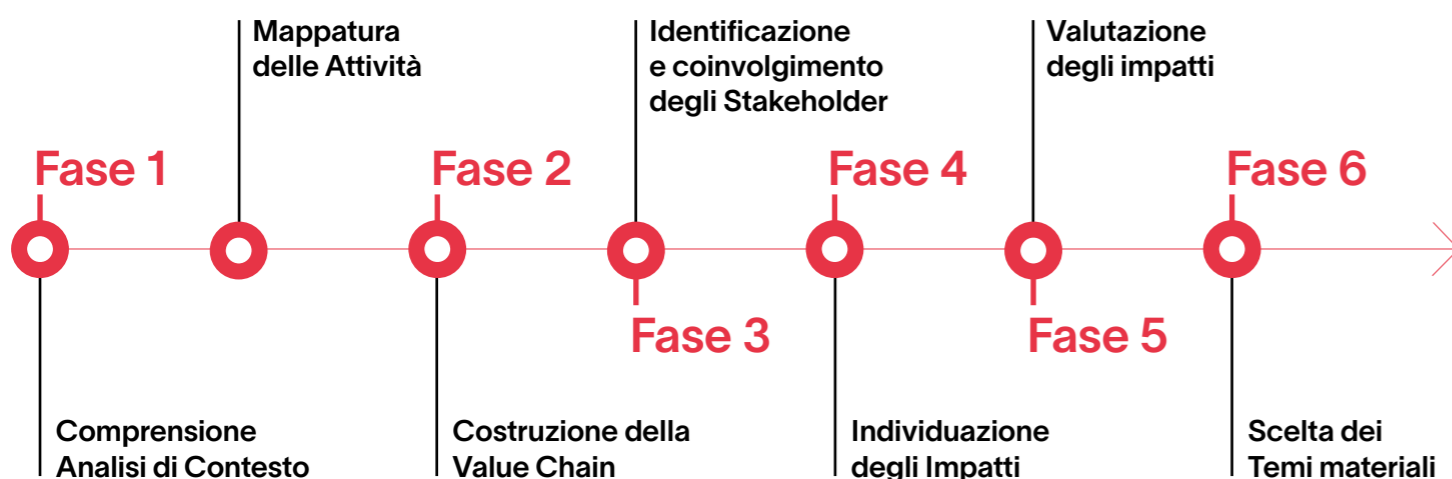 Mappatura
delle Attività
Identificazione
e coinvolgimento
degli Stakeholder
Valutazione
degli impatti
Fase 1
Fase 2
Fase 4
Fase 6
Fase 3
Fase 5
Comprensione
Analisi di Contesto
Costruzione della
Value Chain
Individuazione
degli Impatti
Scelta dei
Temi materiali